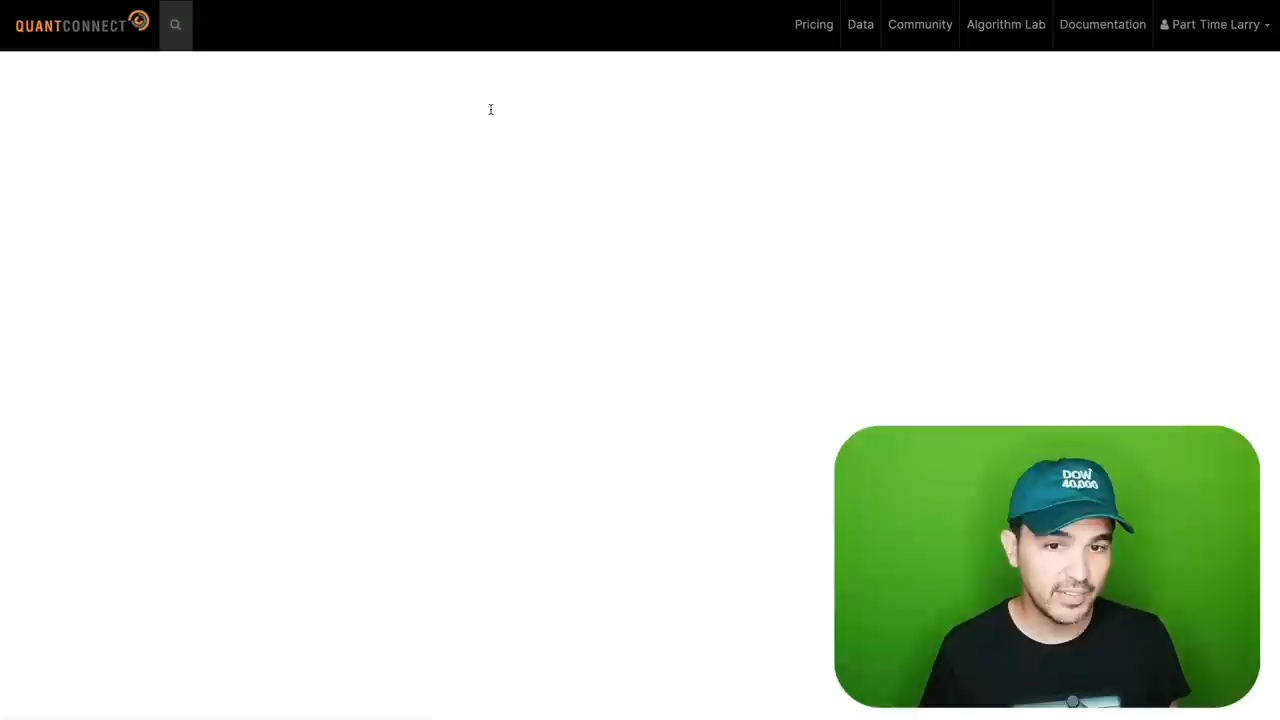 QUANTCONNECT
Pricing
Data
Community
Algorithm Lab
Documentation
Part Time Larry
DOW
40,000